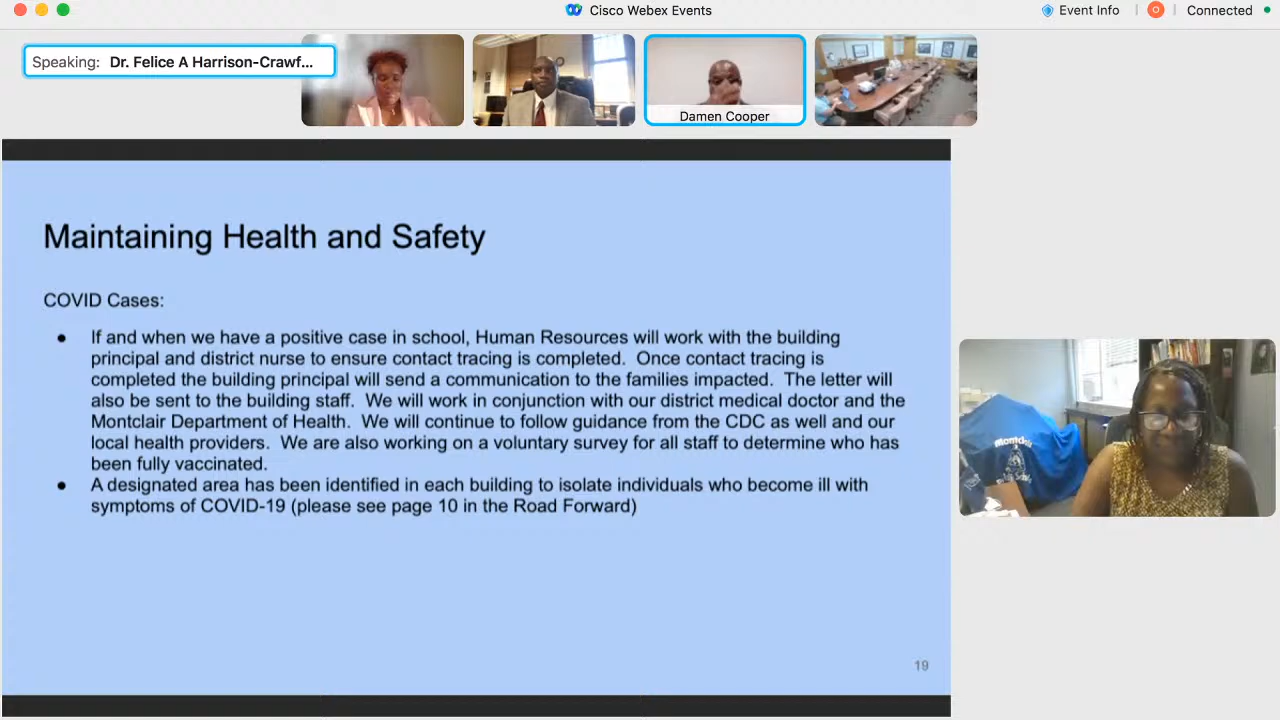 Cisco Webex Events
Event Info
Connected
Speaking: Dr. Felice A Harrison-Crawf...
Damen Cooper
Maintaining Health and Safety
COVID Cases:
● If and when we have a positive case in school, Human Resources will work with the building
principal and district nurse to ensure contact tracing is completed. Once contact tracing is
completed the building principal will send a communication to the families impacted. The letter will
also be sent to the building staff. We will work in conjunction with our district medical doctor and the
Montclair Department of Health. We will continue to follow guidance from the CDC as well and our
local health providers. We are also working on a voluntary survey for all staff to determine who has
been fully vaccinated.
● A designated area has been identified in each building to isolate individuals who become ill with
symptoms of COVID-19 (please see page 10 in the Road Forward)
19